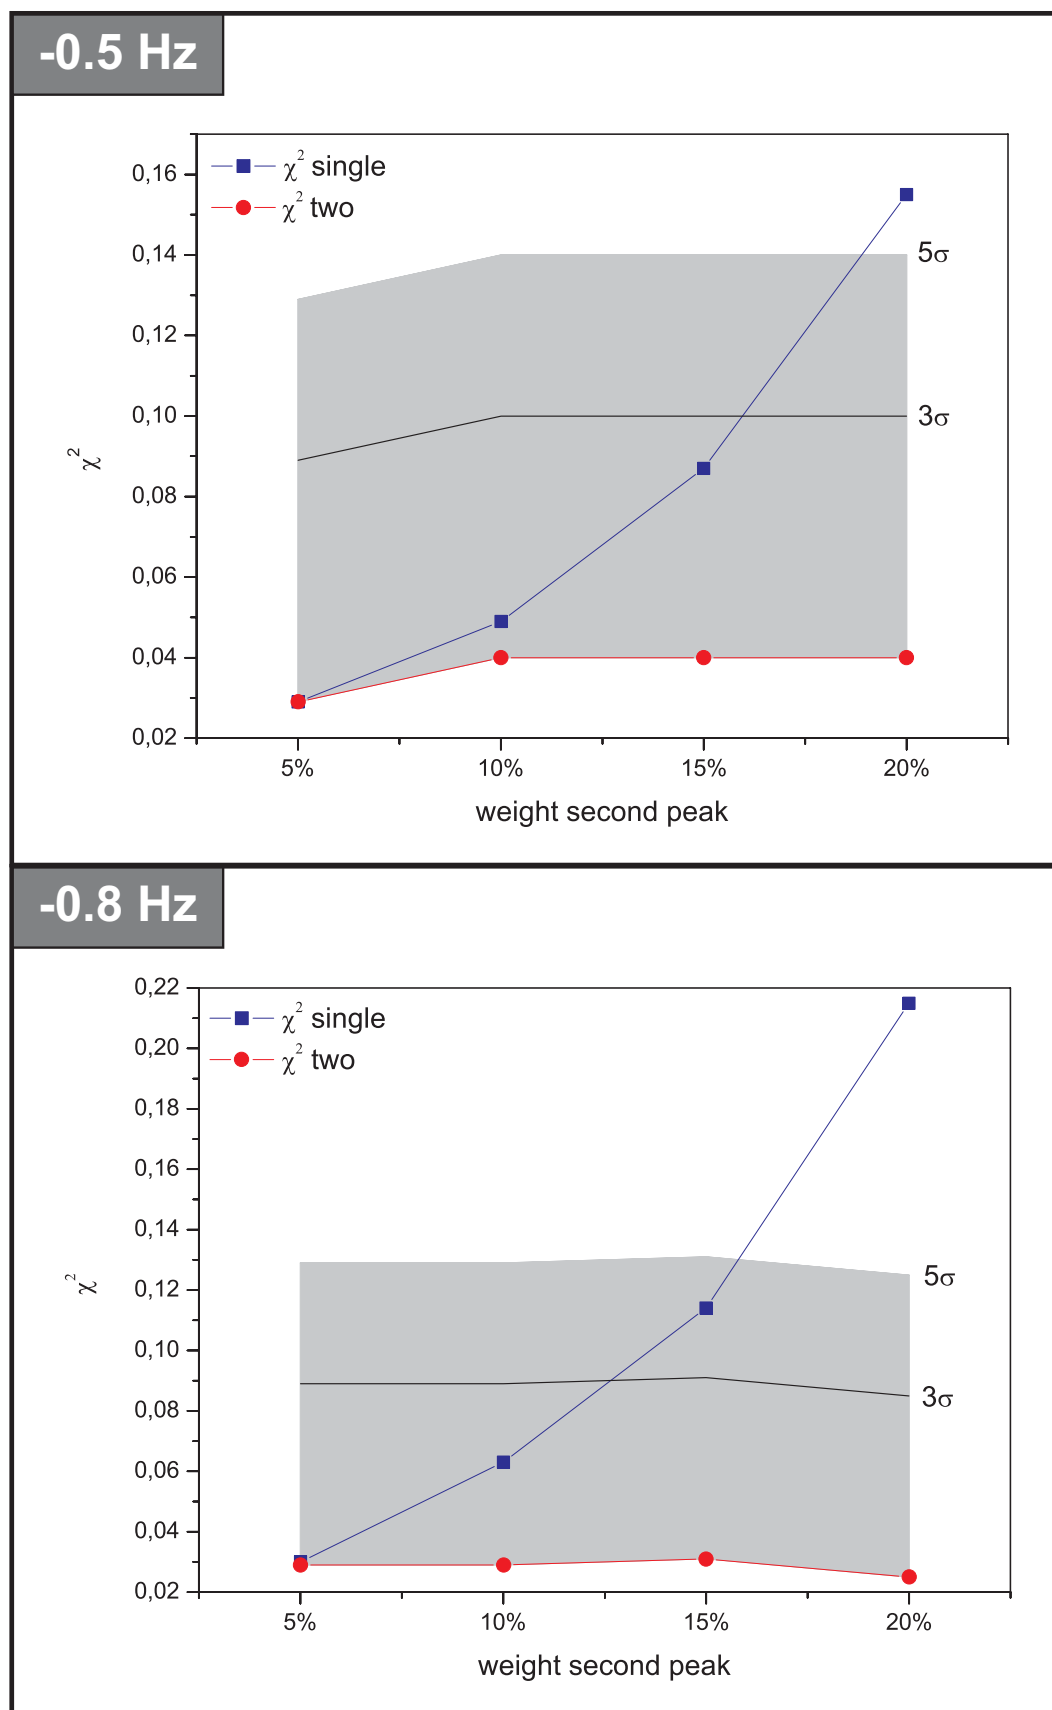 -0.5 Hz
χ² single
χ² two
0,16
0,14
0,12
0,10
0,08
0,06
0,04
0,02
χ²
5σ
3σ
5% 10% 15% 20%
weight second peak
-0.8 Hz
χ² single
χ² two
0,22
0,20
0,18
0,16
0,14
0,12
0,10
0,08
0,06
0,04
0,02
χ²
5σ
3σ
5% 10% 15% 20%
weight second peak